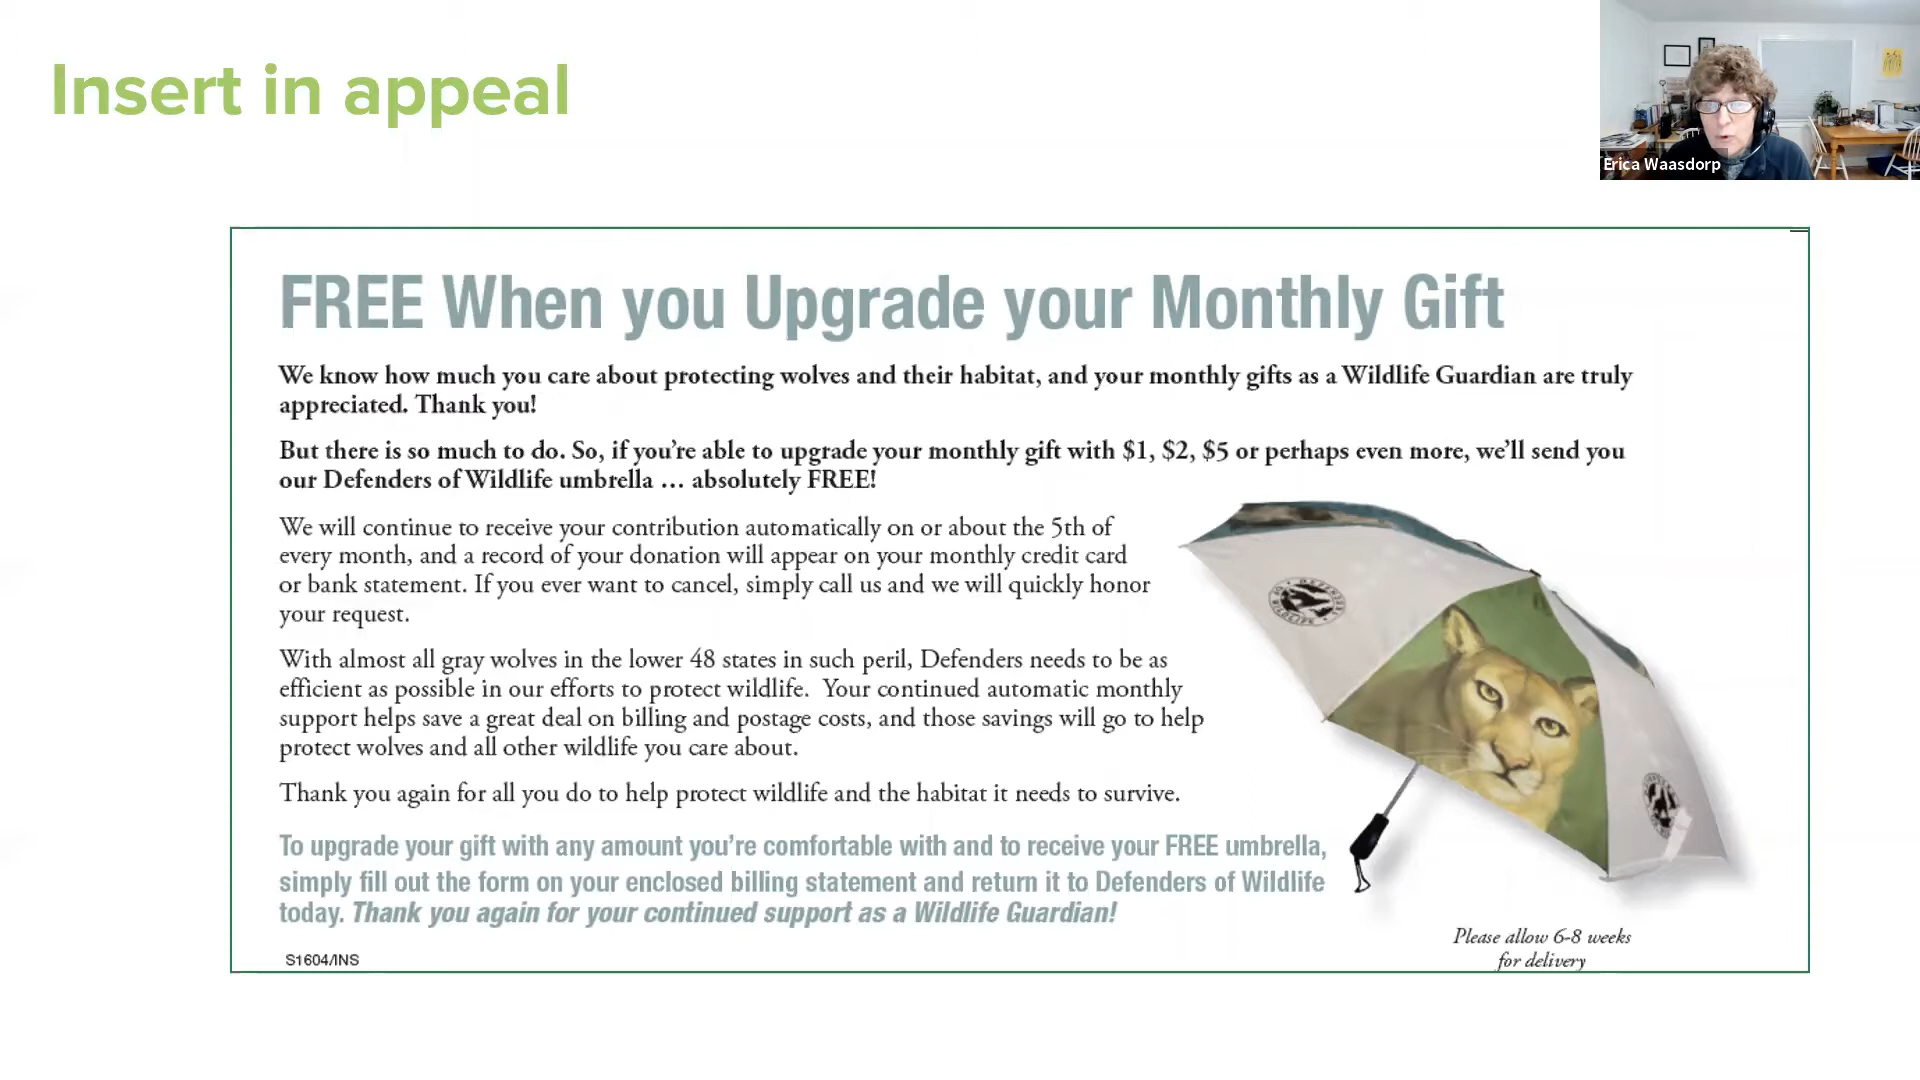 Insert in appeal
Erica Waasdorp
FREE When you Upgrade your Monthly Gift
We know how much you care about protecting wolves and their habitat, and your monthly gifts as a Wildlife Guardian are truly
appreciated. Thank you!
But there is so much to do. So, if you’re able to upgrade your monthly gift with $1, $2, $5 or perhaps even more, we’ll send you
our Defenders of Wildlife umbrella … absolutely FREE!
We will continue to receive your contribution automatically on or about the 5th of
every month, and a record of your donation will appear on your monthly credit card
or bank statement. If you ever want to cancel, simply call us and we will quickly honor
your request.
With almost all gray wolves in the lower 48 states in such peril, Defenders needs to be as
efficient as possible in our efforts to protect wildlife.  Your continued automatic monthly
support helps save a great deal on billing and postage costs, and those savings will go to help
protect wolves and all other wildlife you care about.
Thank you again for all you do to help protect wildlife and the habitat it needs to survive.
To upgrade your gift with any amount you’re comfortable with and to receive your FREE umbrella,
simply fill out the form on your enclosed billing statement and return it to Defenders of Wildlife
today. Thank you again for your continued support as a Wildlife Guardian!
Please allow 6-8 weeks
for delivery
S1604/INS